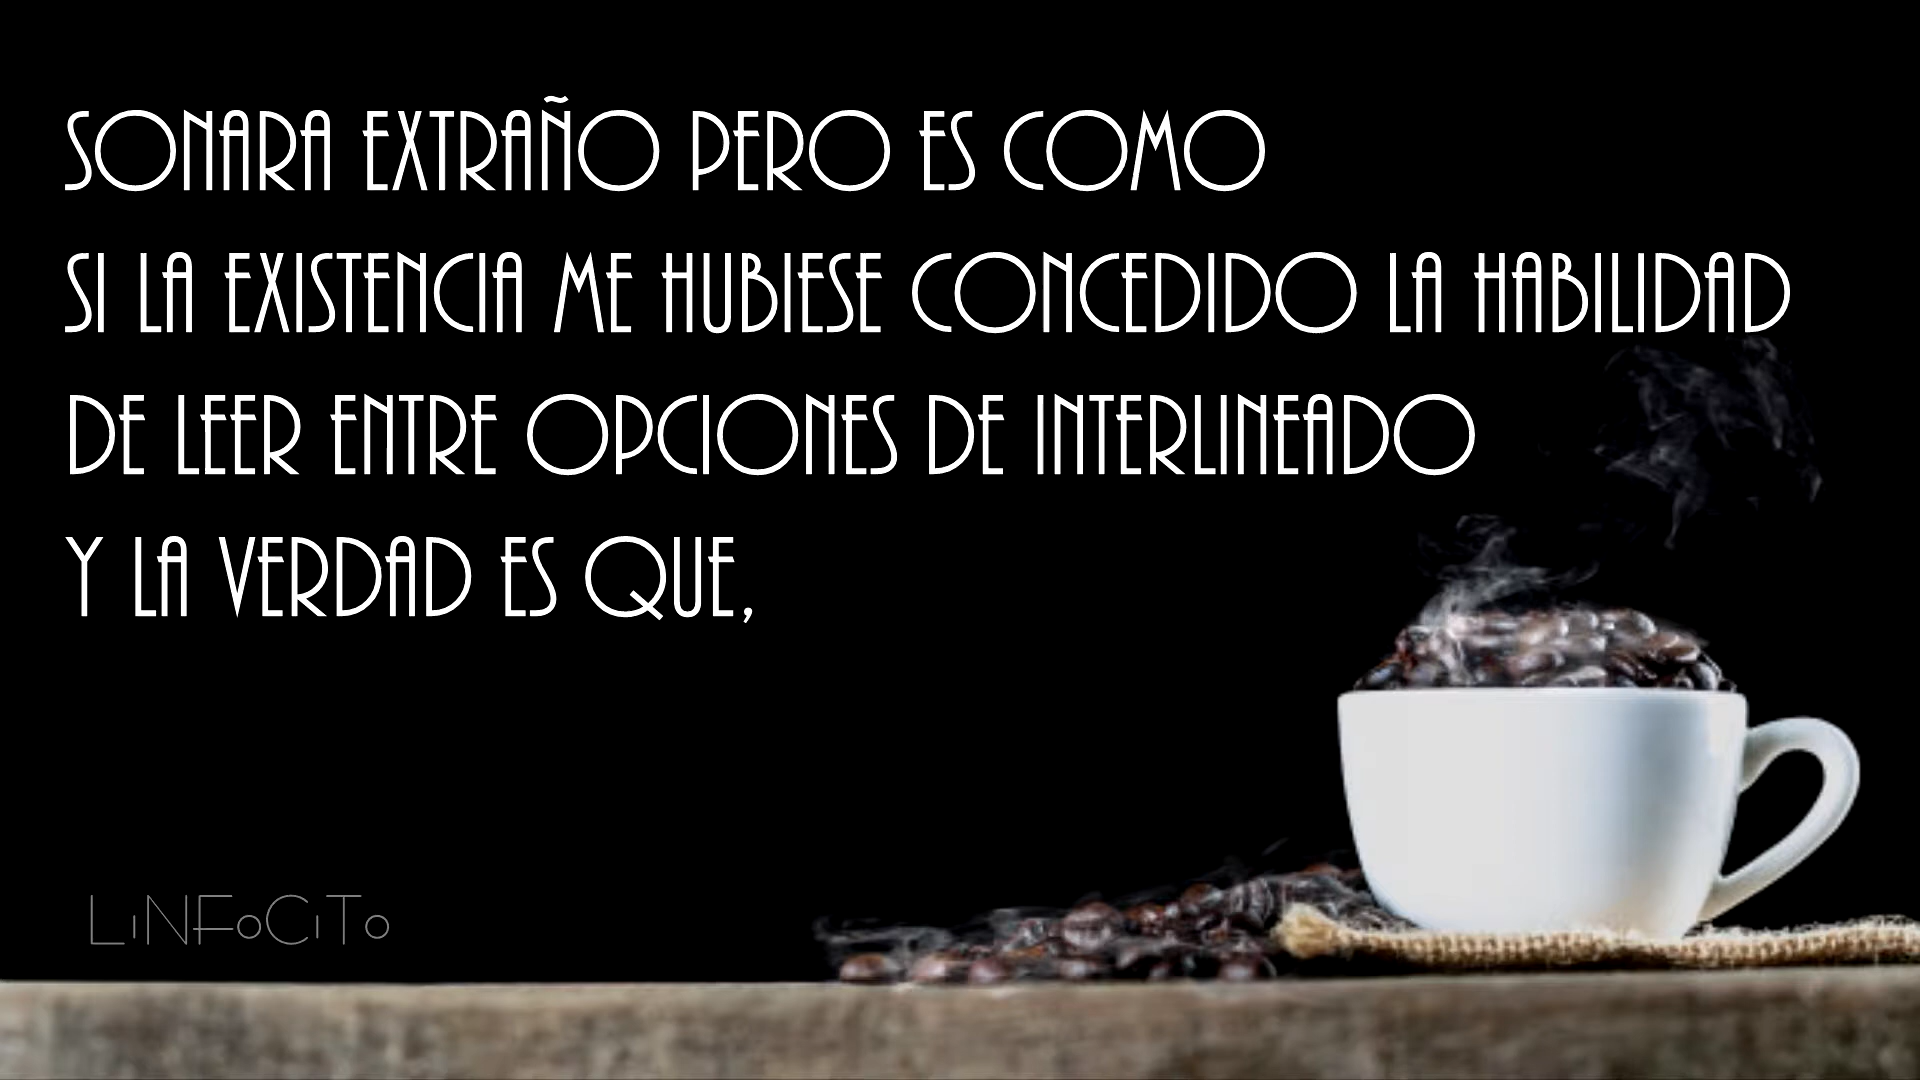 SONARA EXTRAÑO PERO ES COMO
SI LA EXISTENCIA ME HUBIESE CONCEDIDO LA HABILIDAD
DE LEER ENTRE OPCIONES DE INTERLINEADO
Y LA VERDAD ES QUE,
LiNFoCiTo